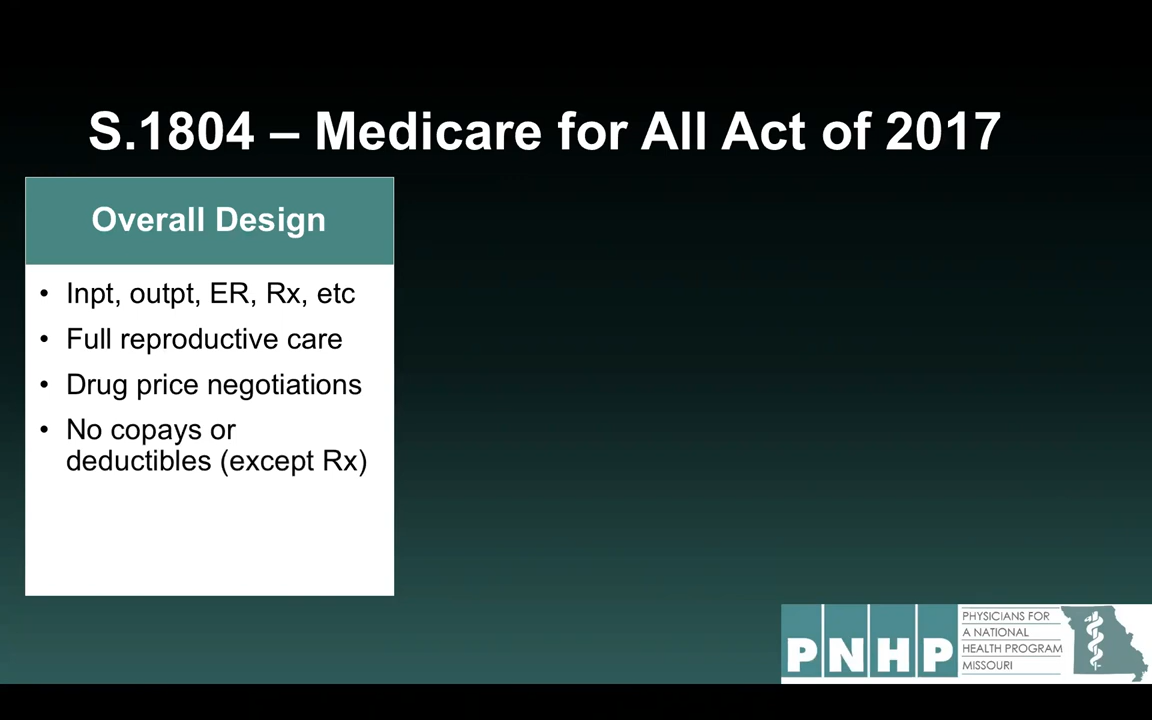 S.1804 – Medicare for All Act of 2017
Overall Design
• Inpt, outpt, ER, Rx, etc
• Full reproductive care
• Drug price negotiations
• No copays or
deductibles (except Rx)
PNHP
PHYSICIANS FOR
A NATIONAL
HEALTH PROGRAM
MISSOURI